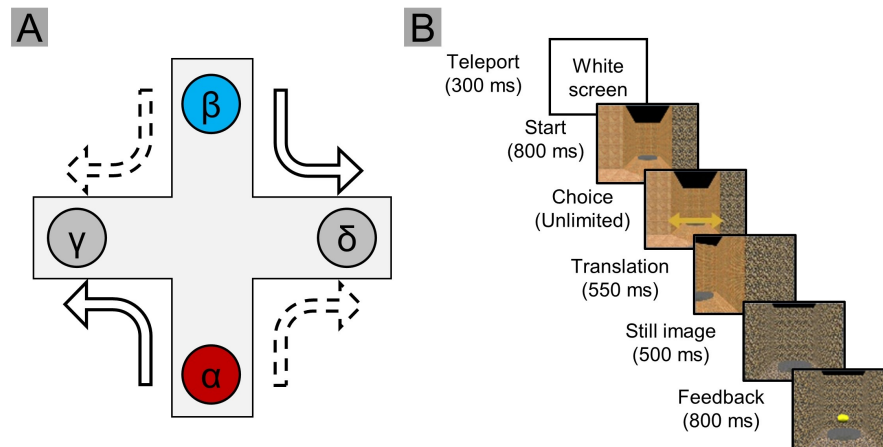 A
β
γ
δ
α
B
Teleport
(300 ms)
White
screen
Start
(800 ms)
Choice
(Unlimited)
Translation
(550 ms)
Still image
(500 ms)
Feedback
(800 ms)